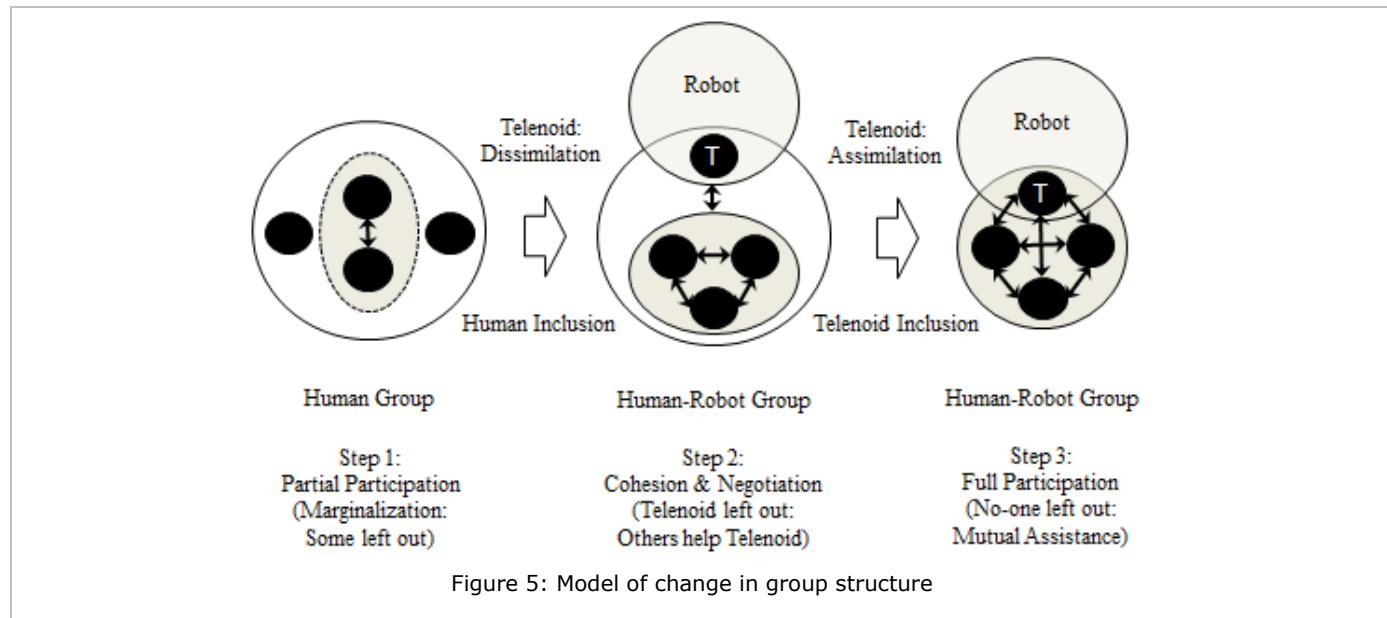 Robot
Telenoid:
Dissimilation
T
Human Inclusion
Telenoid:
Assimilation
Robot
T
Telenoid Inclusion
Human Group
Step 1:
Partial Participation
(Marginalization:
Some left out)
Human-Robot Group
Step 2:
Cohesion & Negotiation
(Telenoid left out:
Others help Telenoid)
Human-Robot Group
Step 3:
Full Participation
(No-one left out:
Mutual Assistance)
Figure 5: Model of change in group structure